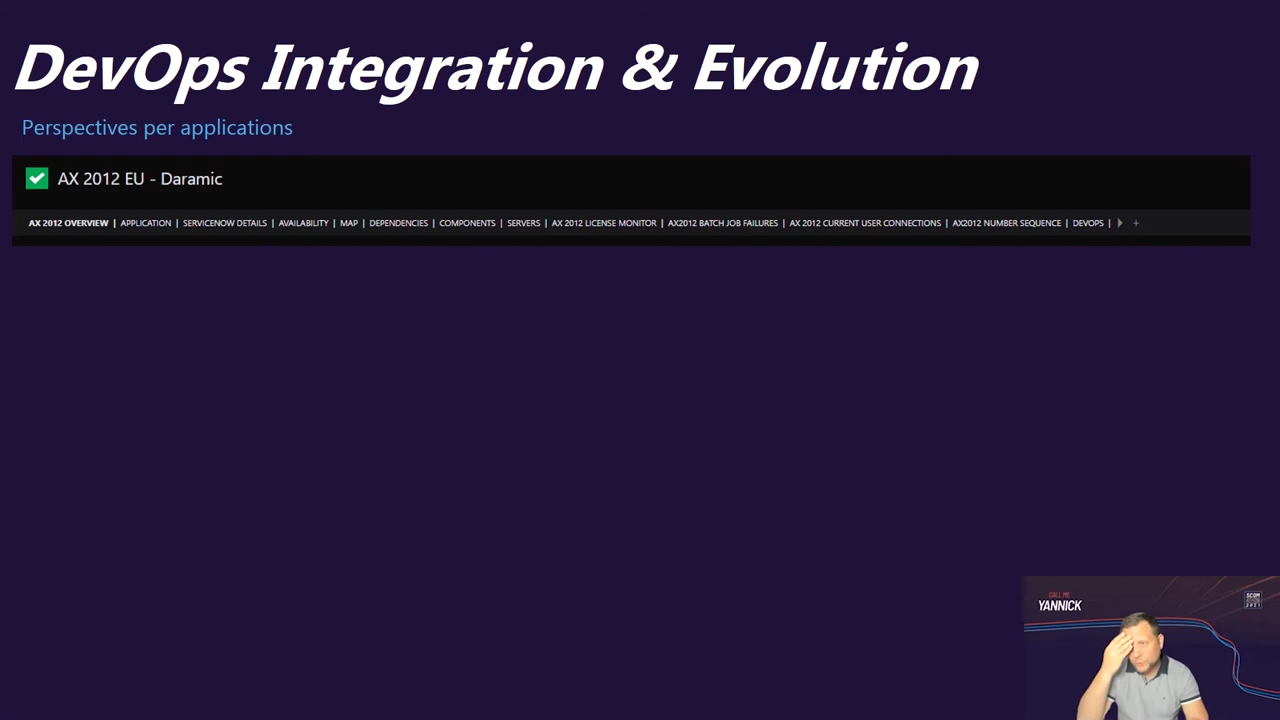 DevOps Integration & Evolution
Perspectives per applications
AX 2012 EU - Daramic
AX 2012 OVERVIEW | APPLICATION | SERVICENOW DETAILS | AVAILABILITY | MAP | DEPENDENCIES | COMPONENTS | SERVERS | AX 2012 LICENSE MONITOR | AX2012 BATCH JOB FAILURES | AX 2012 CURRENT USER CONNECTIONS | AX2012 NUMBER SEQUENCE | DEVOPS | +
CALL ME
YANNICK
SCOM
2021